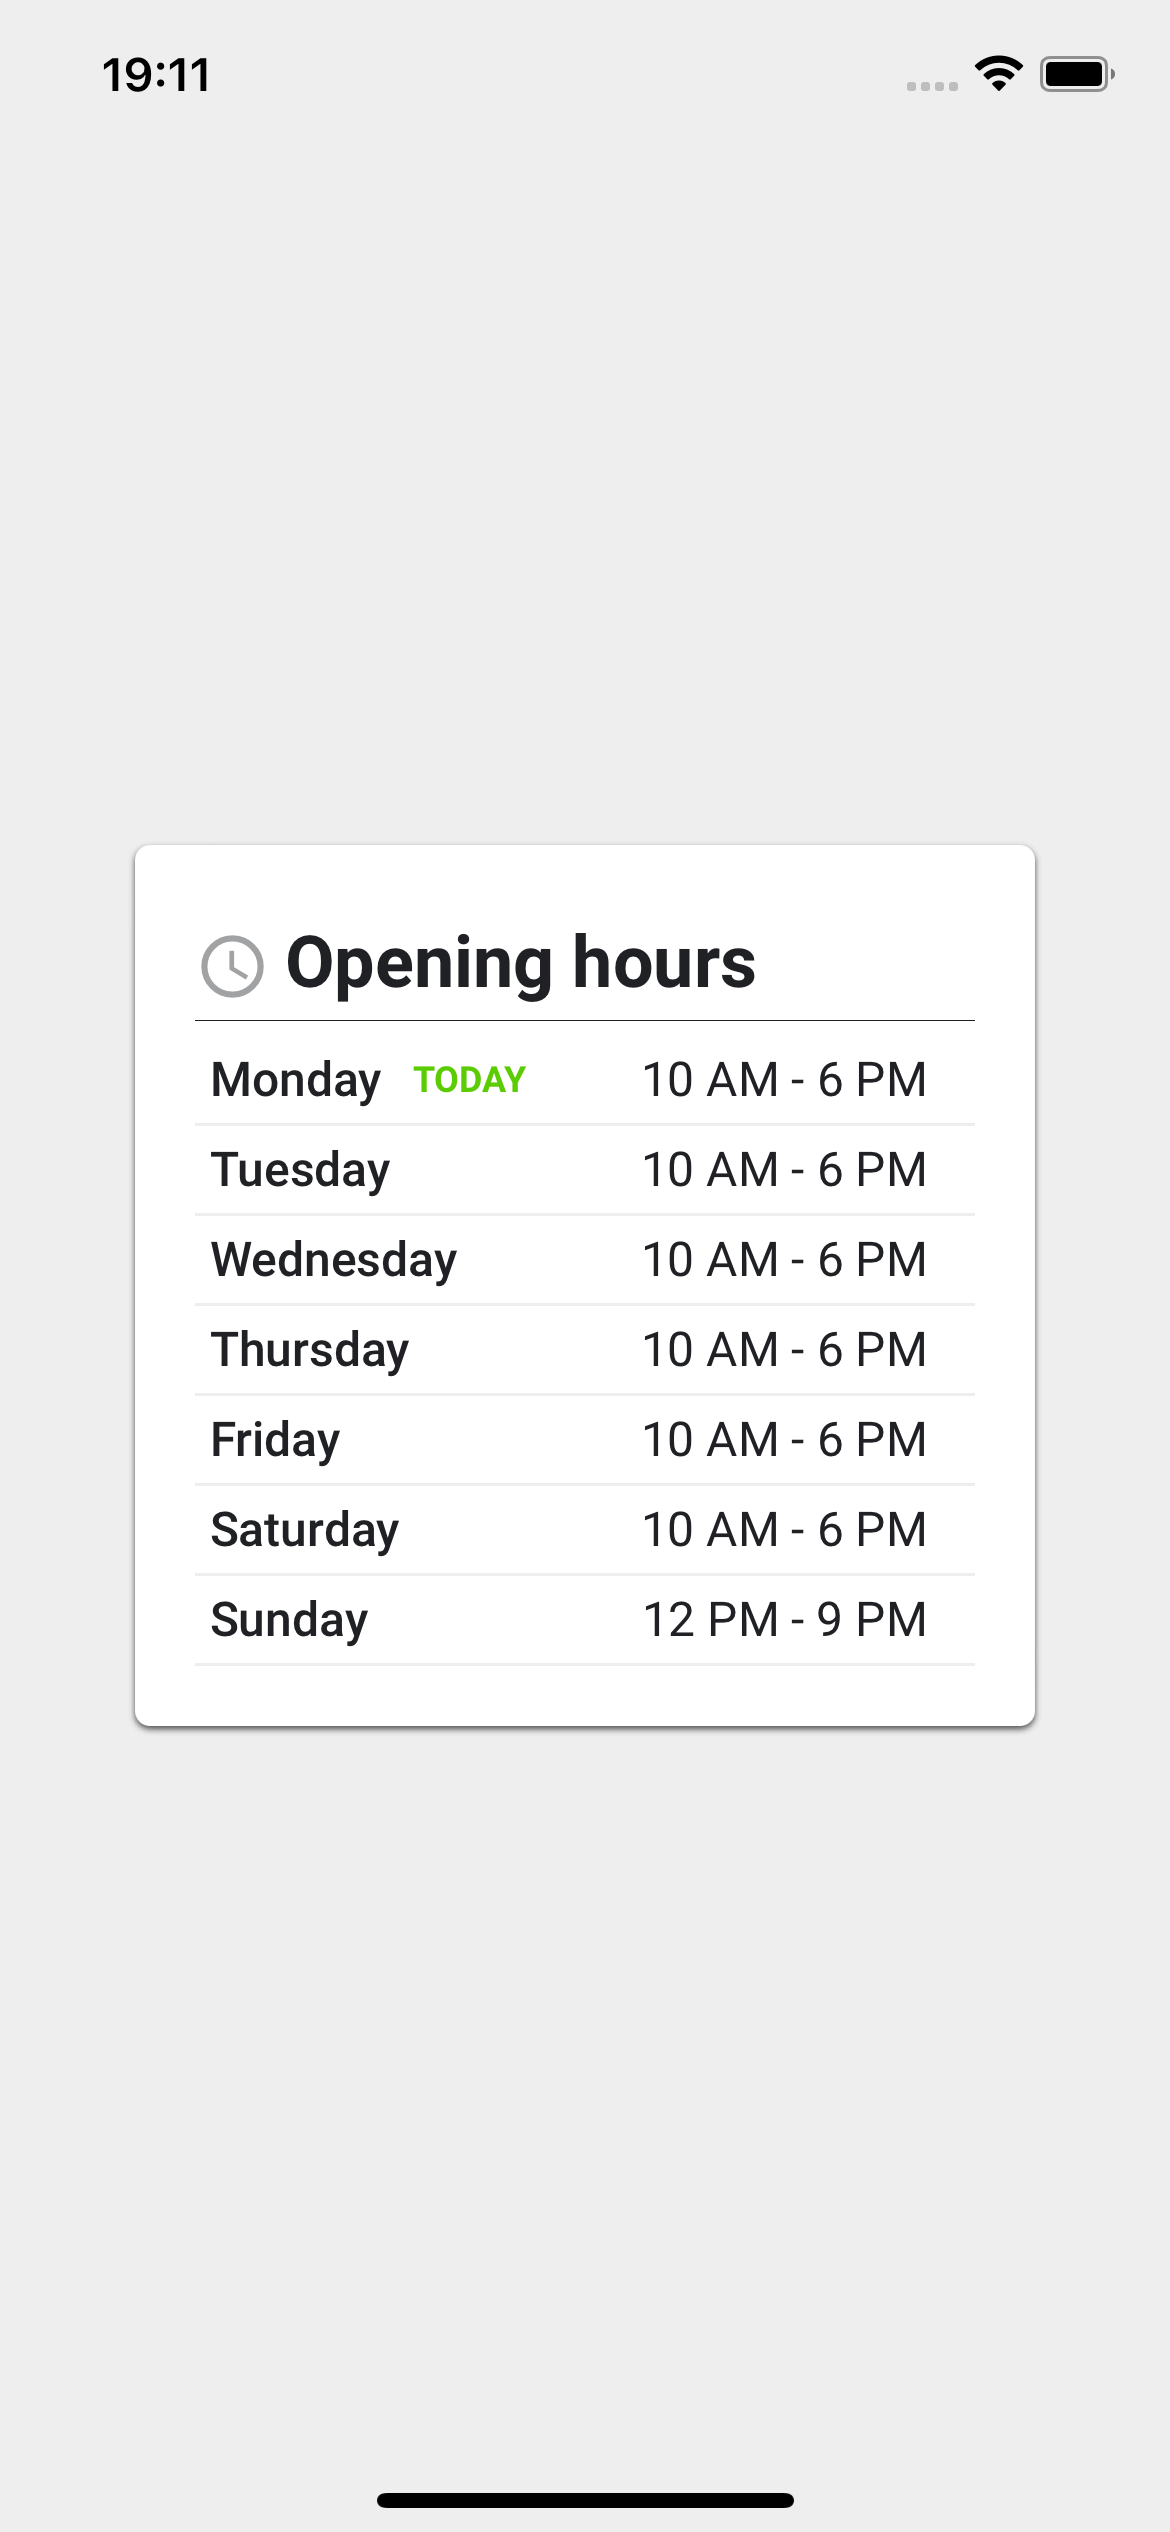 19:11
Opening hours
Monday TODAY 10 AM - 6 PM
Tuesday 10 AM - 6 PM
Wednesday 10 AM - 6 PM
Thursday 10 AM - 6 PM
Friday 10 AM - 6 PM
Saturday 10 AM - 6 PM
Sunday 12 PM - 9 PM